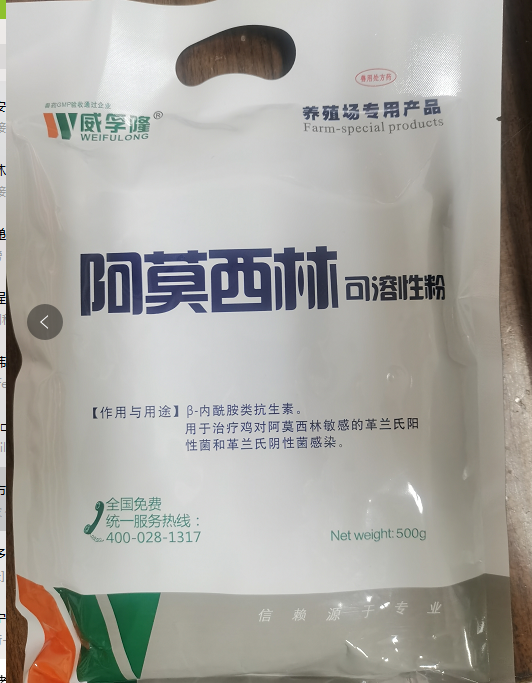 兽药GMP验收通过企业
兽用处方药
威孚隆®
WEIFULONG
养殖场专用产品
Farm-special products
阿莫西林可溶性粉
【作用与用途】β-内酰胺类抗生素。
用于治疗鸡对阿莫西林敏感的革兰氏阳
性菌和革兰氏阴性菌感染。
全国免费
统一服务热线：
400-028-1317
Net weight: 500g
信赖源于专业